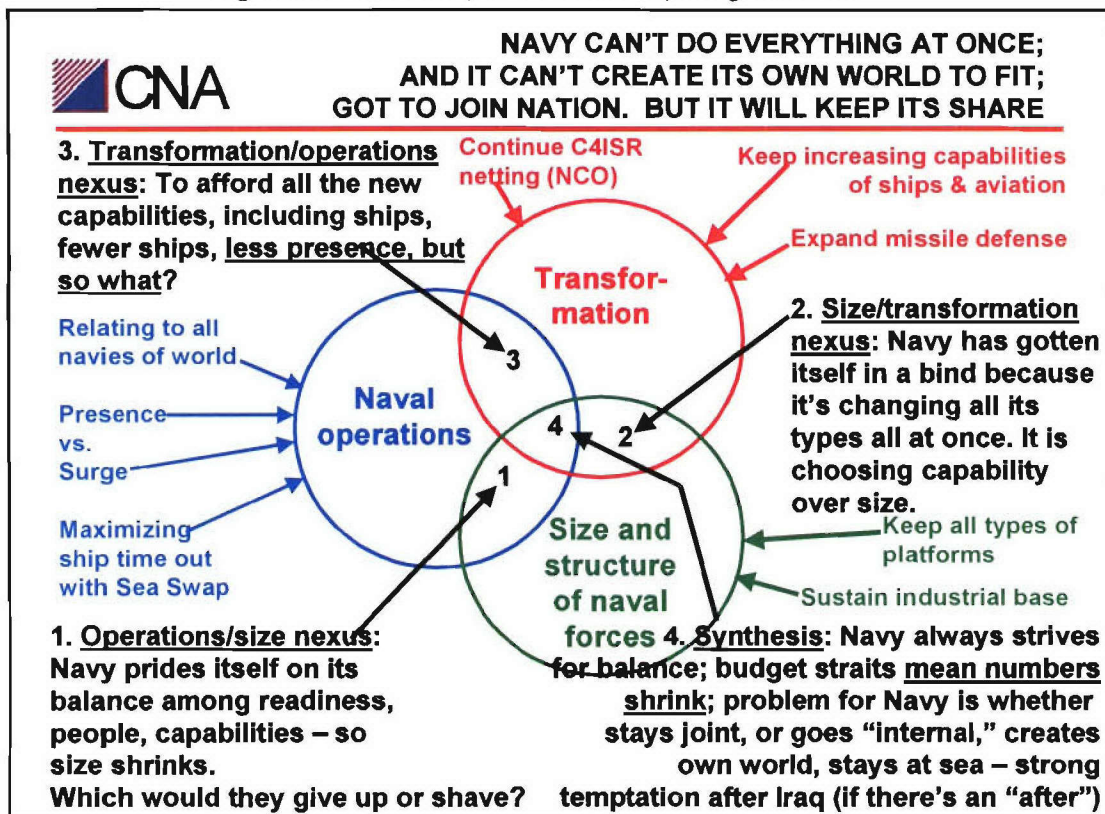 CNA
NAVY CAN'T DO EVERYTHING AT ONCE;
AND IT CAN'T CREATE ITS OWN WORLD TO FIT;
GOT TO JOIN NATION. BUT IT WILL KEEP ITS SHARE
3. Transformation/operations
nexus: To afford all the new
capabilities, including ships,
fewer ships, less presence, but
so what?
Continue C4ISR
netting (NCO)
Keep increasing capabilities
of ships & aviation
Expand missile defense
Transfor-
mation
Relating to all
navies of world
Presence
vs.
Surge
Maximizing
ship time out
with Sea Swap
Naval
operations
3
4
2
1
2. Size/transformation
nexus: Navy has gotten
itself in a bind because
it's changing all its
types all at once. It is
choosing capability
over size.
Size and
structure
of naval
forces
Keep all types of
platforms
Sustain industrial base
1. Operations/size nexus:
Navy prides itself on its
balance among readiness,
people, capabilities – so
size shrinks.
Which would they give up or shave?
4. Synthesis: Navy always strives
for balance; budget straits mean numbers
shrink; problem for Navy is whether
stays joint, or goes "internal," creates
own world, stays at sea – strong
temptation after Iraq (if there's an "after")